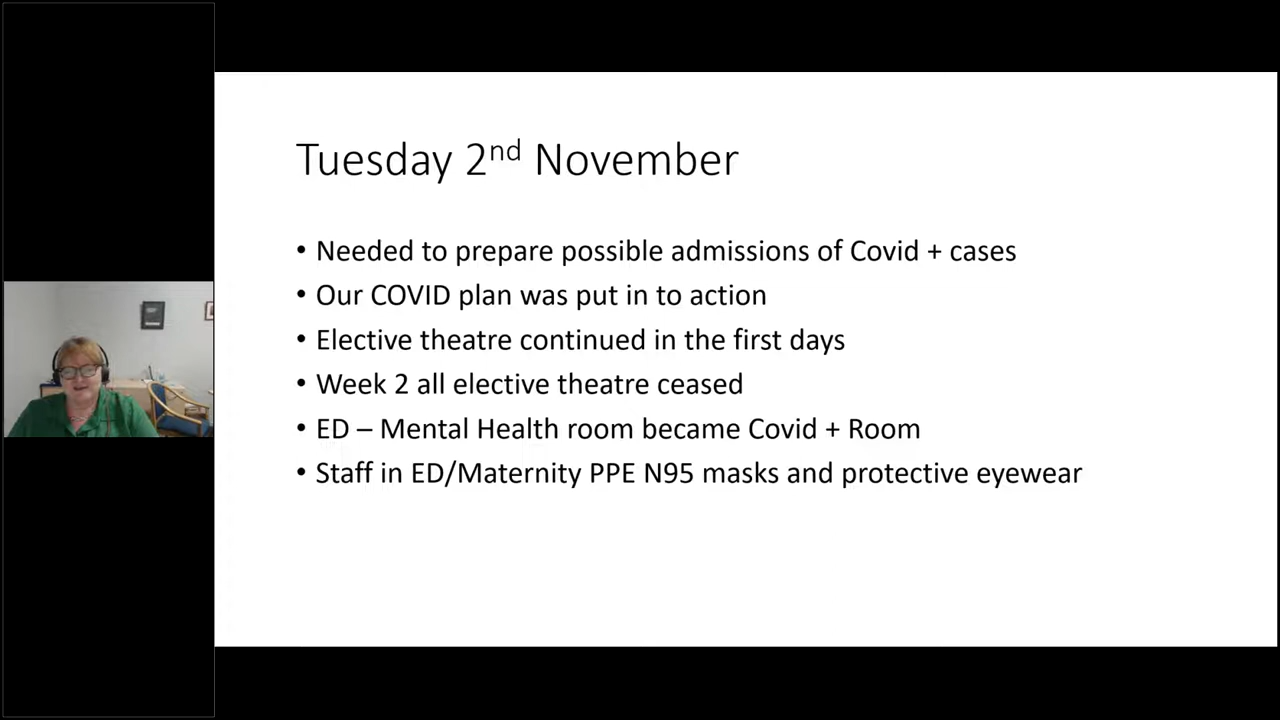 Tuesday 2nd November
• Needed to prepare possible admissions of Covid + cases
• Our COVID plan was put in to action
• Elective theatre continued in the first days
• Week 2 all elective theatre ceased
• ED – Mental Health room became Covid + Room
• Staff in ED/Maternity PPE N95 masks and protective eyewear